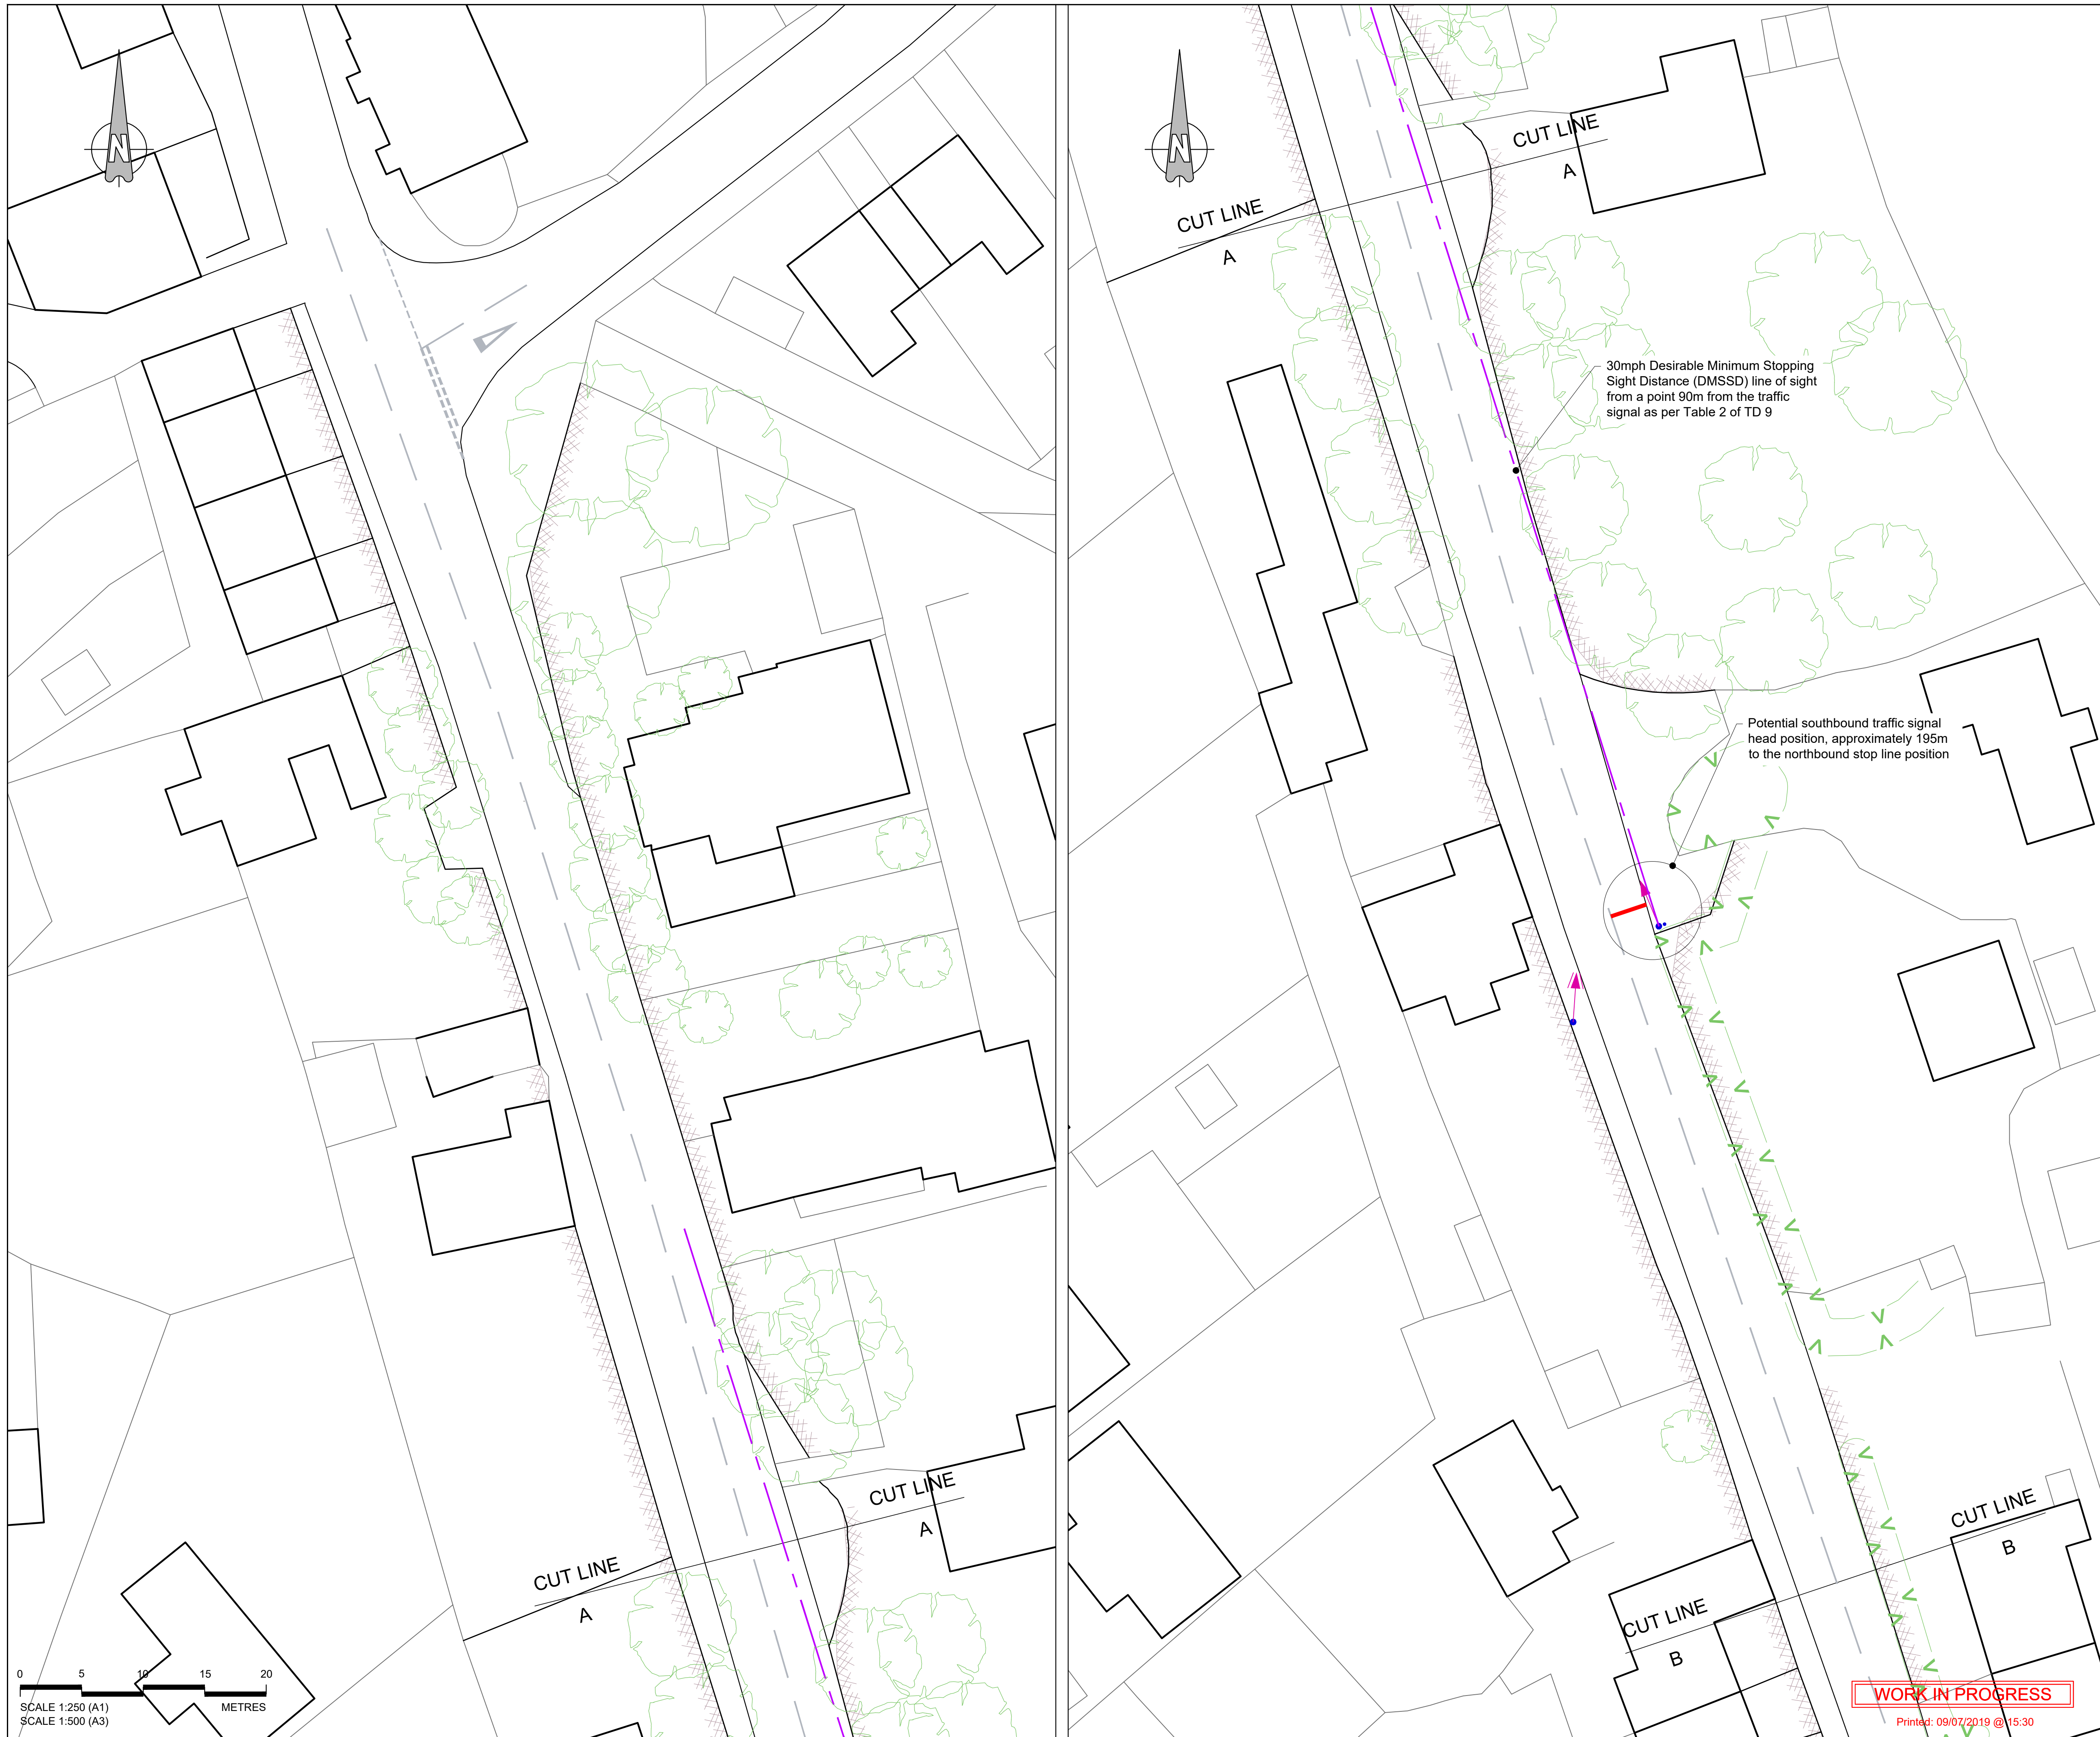 N
CUT LINE
A
CUT LINE
A
0 5 10 15 20
SCALE 1:250 (A1)
METRES
SCALE 1:500 (A3)
N
CUT LINE
A
CUT LINE
A
30mph Desirable Minimum Stopping
Sight Distance (DMSSD) line of sight
from a point 90m from the traffic
signal as per Table 2 of TD 9
Potential southbound traffic signal
head position, approximately 195m
to the northbound stop line position
CUT LINE
B
CUT LINE
B
WORK IN PROGRESS
Printed: 09/07/2019 @ 15:30